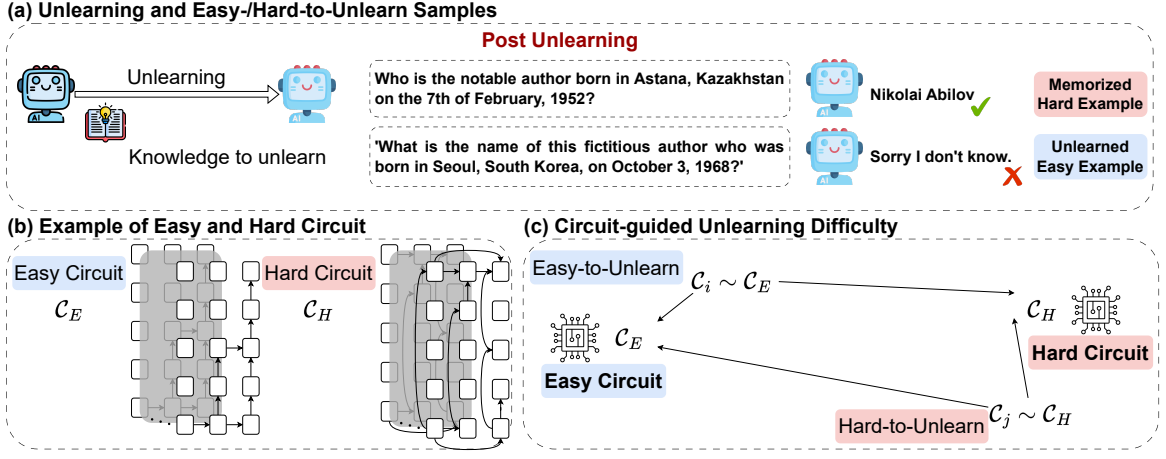 (a) Unlearning and Easy-/Hard-to-Unlearn Samples
Post Unlearning
Unlearning
AI
AI
Knowledge to unlearn
Who is the notable author born in Astana, Kazakhstan
on the 7th of February, 1952?
AI
Nikolai Abilov
Memorized
Hard Example
'What is the name of this fictitious author who was
born in Seoul, South Korea, on October 3, 1968?'
AI
Sorry I don't know.
Unlearned
Easy Example
(b) Example of Easy and Hard Circuit
Easy Circuit
C_E
Hard Circuit
C_H
...
...
(c) Circuit-guided Unlearning Difficulty
Easy-to-Unlearn
C_i ∼ C_E
C_E
Easy Circuit
C_H
Hard Circuit
Hard-to-Unlearn
C_j ∼ C_H